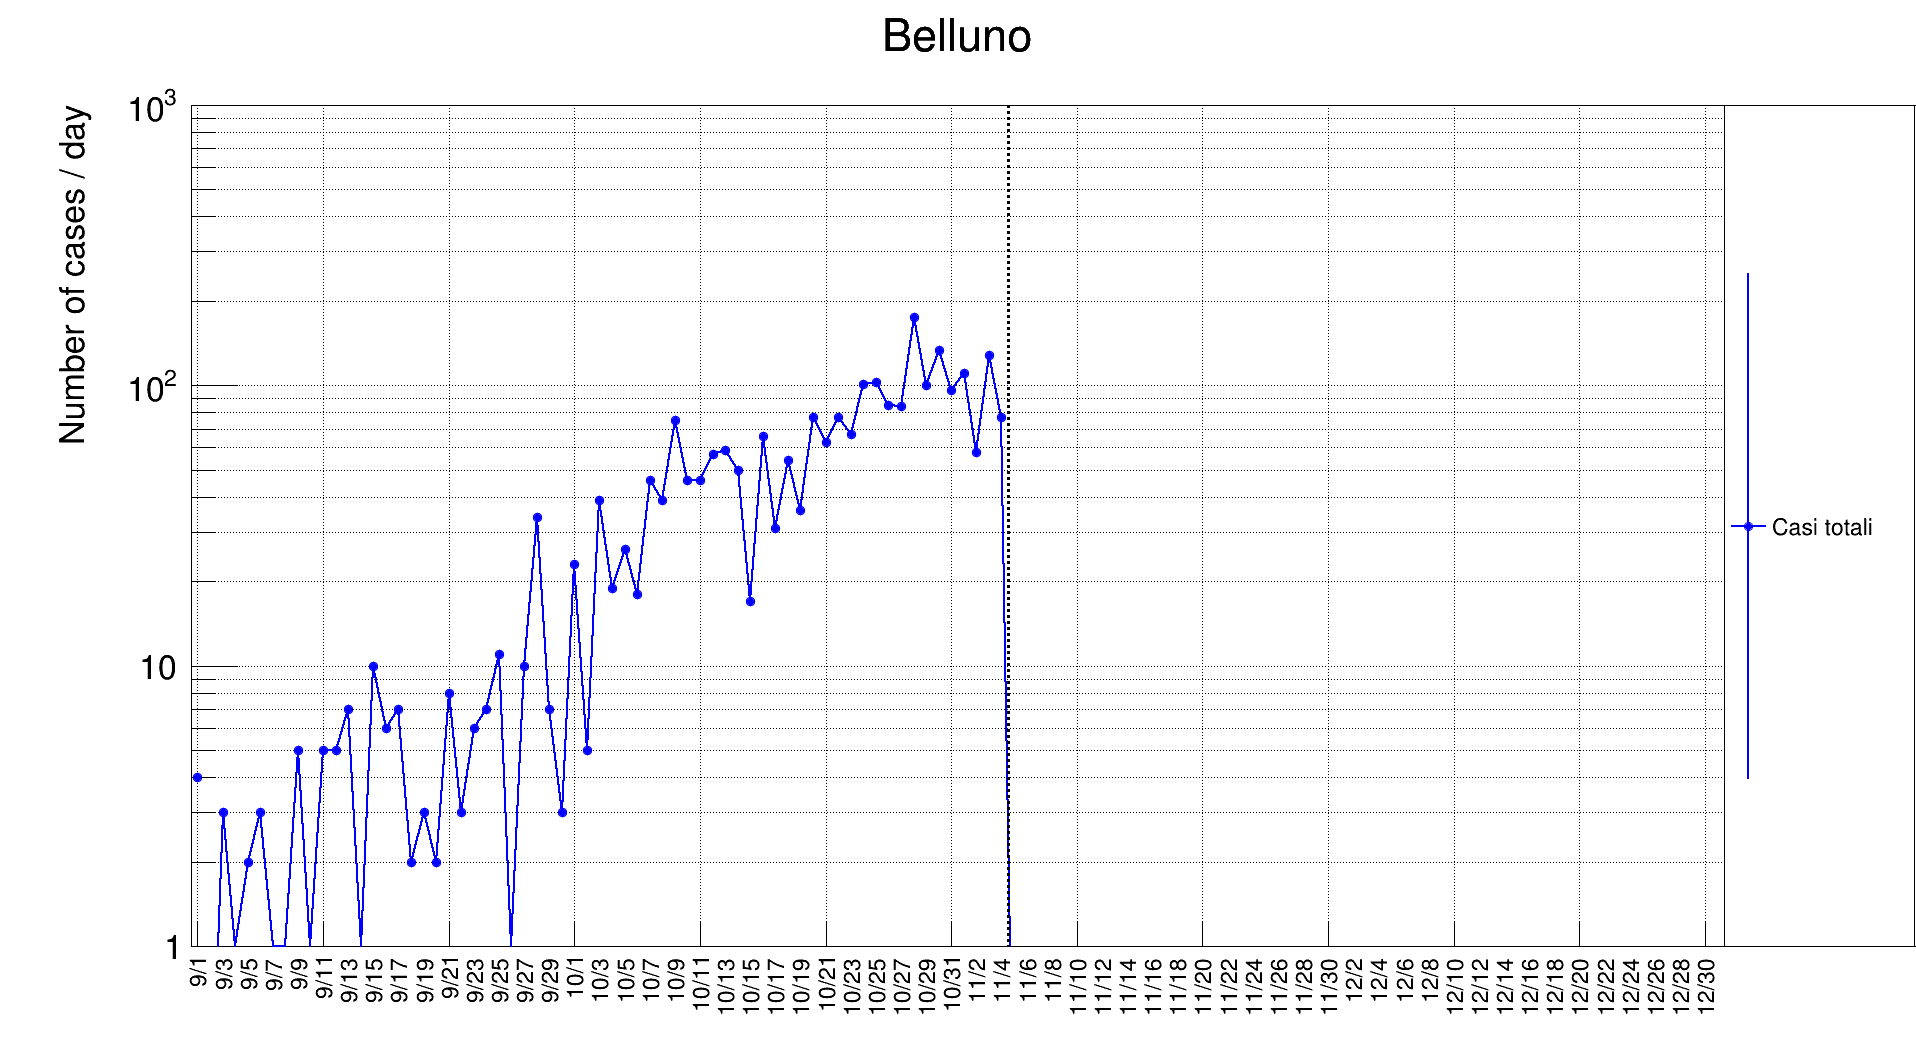 Belluno
Number of cases / day
10³
10²
10
1
9/1 9/3 9/5 9/7 9/9 9/11 9/13 9/15 9/17 9/19 9/21 9/23 9/25 9/27 9/29 10/1 10/3 10/5 10/7 10/9 10/11 10/13 10/15 10/17 10/19 10/21 10/23 10/25 10/27 10/29 10/31 11/2 11/4 11/6 11/8 11/10 11/12 11/14 11/16 11/18 11/20 11/22 11/24 11/26 11/28 11/30 12/2 12/4 12/6 12/8 12/10 12/12 12/14 12/16 12/18 12/20 12/22 12/24 12/26 12/28 12/30
Casi totali